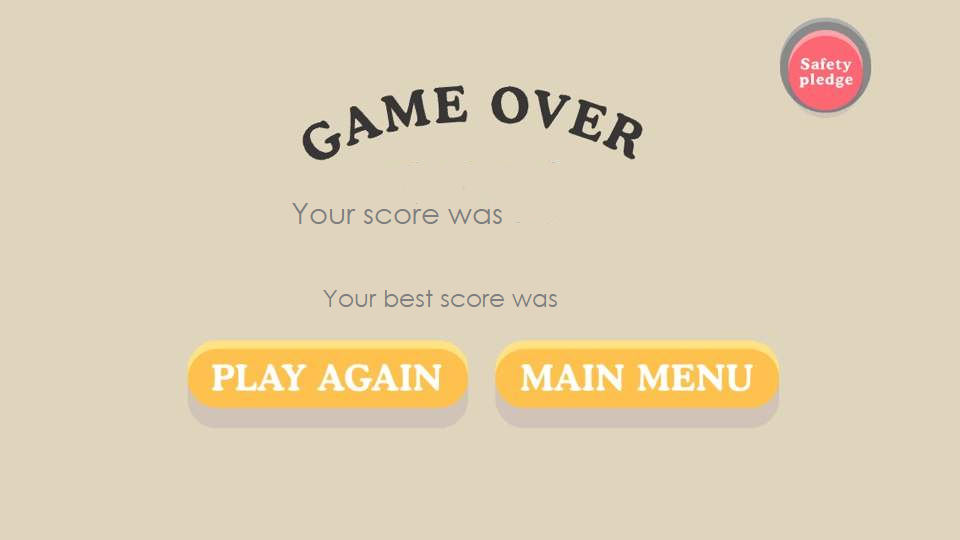 Safety
pledge
GAME OVER
Your score was
Your best score was
PLAY AGAIN
MAIN MENU